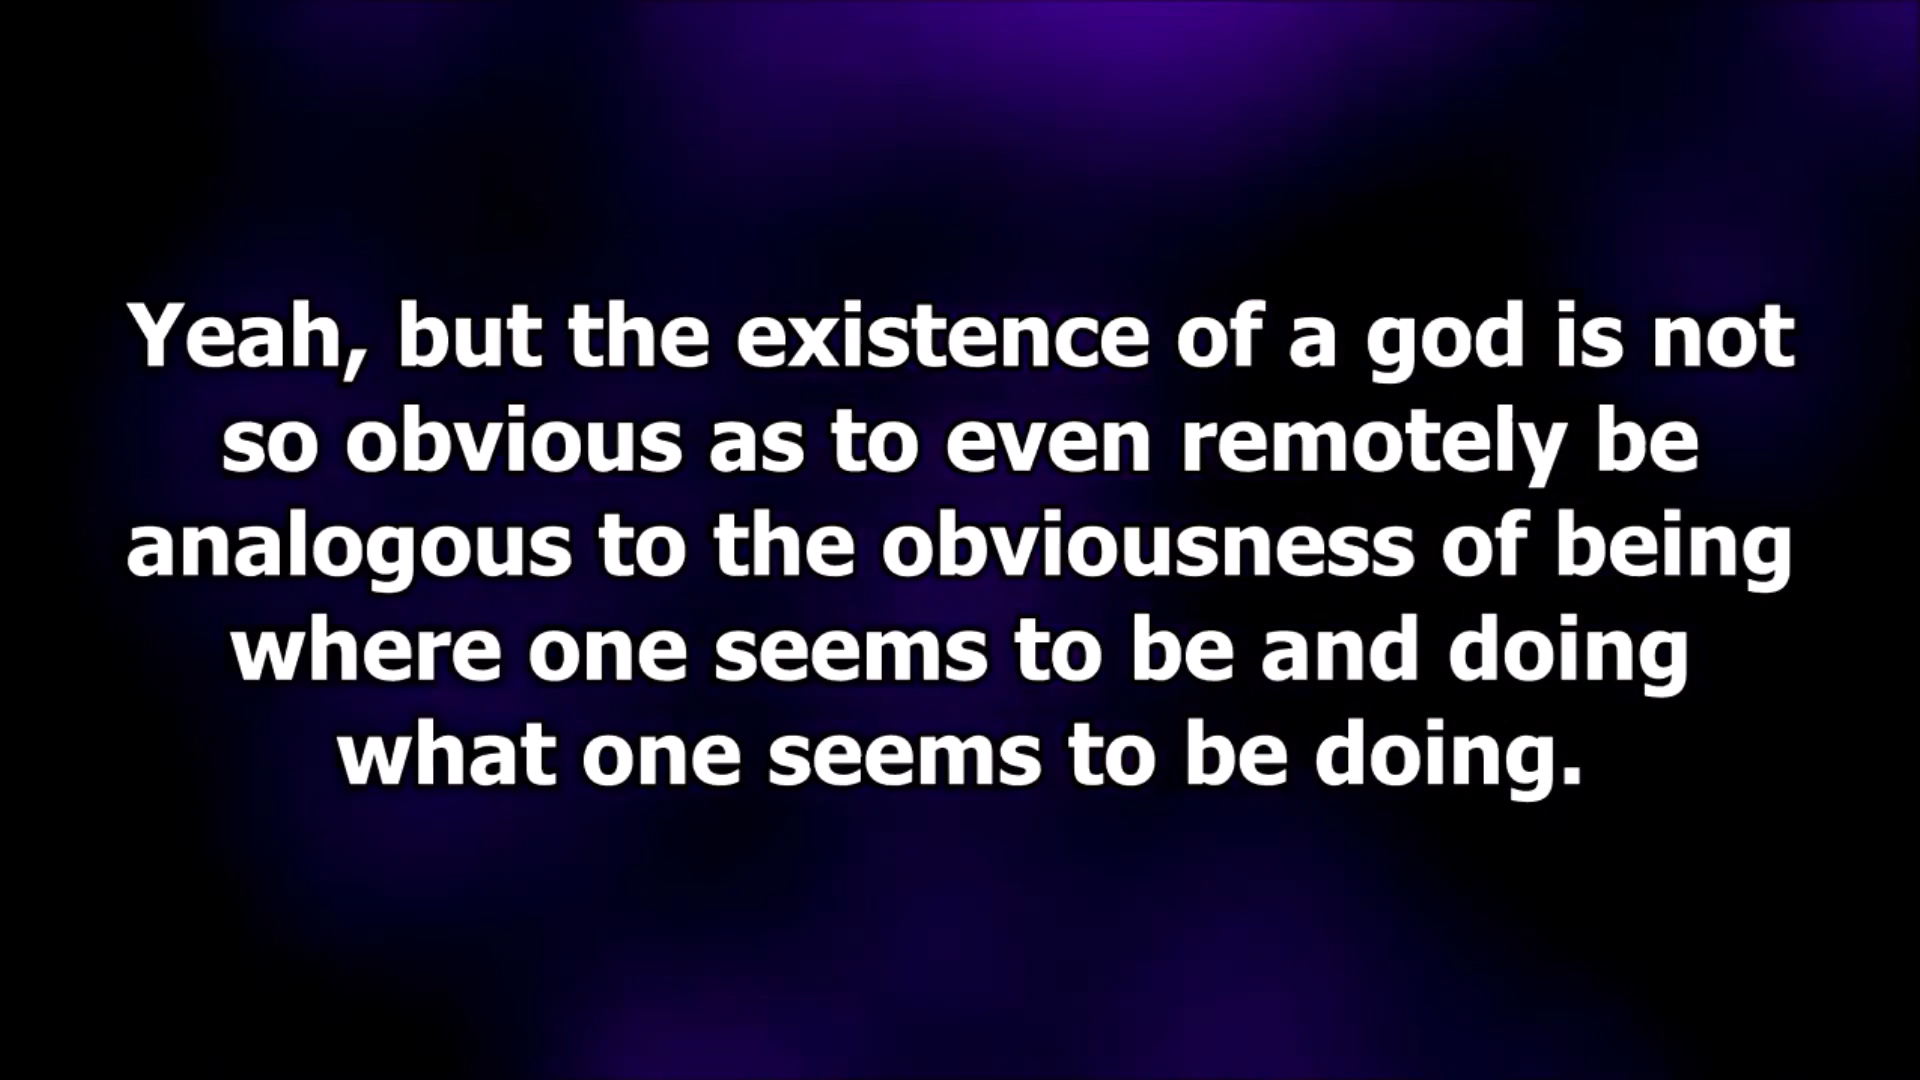 Yeah, but the existence of a god is not
so obvious as to even remotely be
analogous to the obviousness of being
where one seems to be and doing
what one seems to be doing.